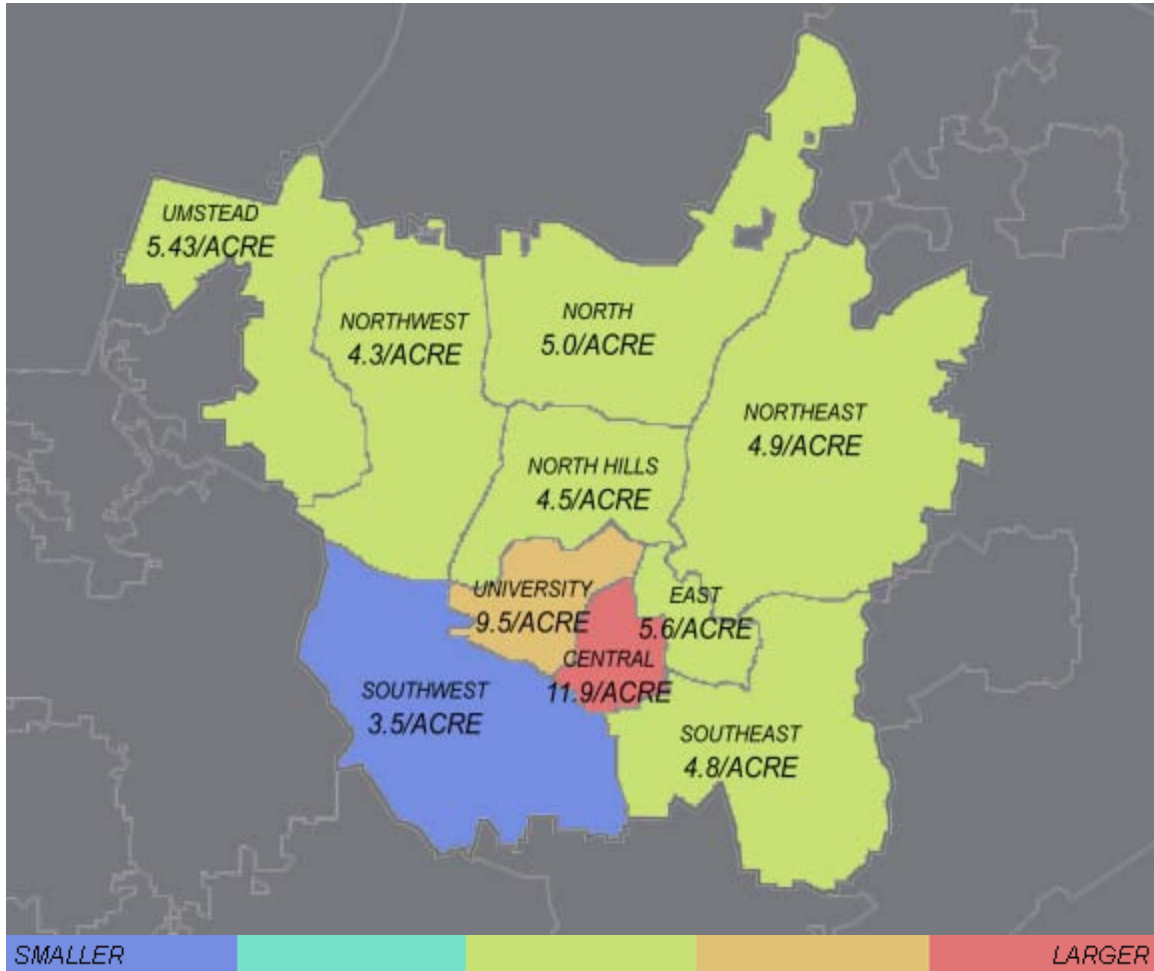 UMSTEAD
5.43/ACRE
NORTHWEST
4.3/ACRE
NORTH
5.0/ACRE
NORTHEAST
4.9/ACRE
NORTH HILLS
4.5/ACRE
UNIVERSITY
9.5/ACRE
EAST
5.6/ACRE
CENTRAL
11.9/ACRE
SOUTHWEST
3.5/ACRE
SOUTHEAST
4.8/ACRE
SMALLER
LARGER